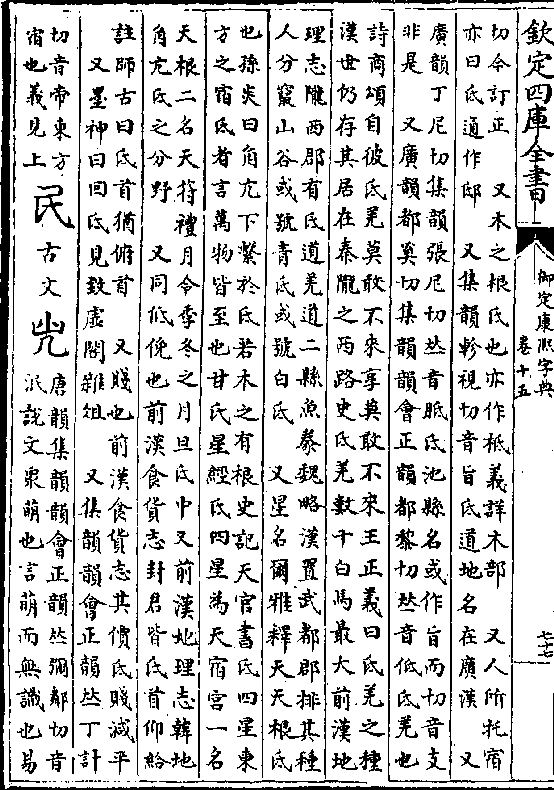 欽定四庫全書
御定康熙字典
卷十五
七七
切今訂正　又木之根氐也亦作柢義詳木部　又人所托宿
亦曰氐通作邸　又集韻軫視切音旨氐道地名在廣漢　又
廣韻丁尼切集韻張尼切𠀤音胝氐池縣名或作旨而切音支
非是　又廣韻都奚切集韻韻會正韻都黎切𠀤音低氐羌也
詩商頌自彼氐羌莫敢不來享莫敢不來王正義曰氐羌之種
漢世仍存其居在秦隴之西路史氐羌數十白馬最大前漢地
理志隴西郡有氐道羌道二縣魚豢魏略漢置武都郡排其種
人分竄山谷或號青氐或號白氐　又星名爾雅釋天天根氐
也孫炎曰角亢下繫於氐若木之有根史記天官書氐四星東
方之宿氐者言萬物皆至也甘氏星經氐四星為天宿宮一名
天根二名天符禮月令季冬之月旦氐中又前漢地理志韓地
角亢氐之分野　又同低俛也前漢食貨志封君皆氐首仰給
註師古曰氐首猶俯首　又賤也前漢食貨志其價氐賤減平
又星神曰回氐見致虛閣雜俎　又集韻韻會正韻𠀤丁計
切音帝東方
宿也義見上
民
古文
𠘽
唐韻集韻韻會正韻𠀤彌鄰切音
泯說文衆萌也言萌而無識也易